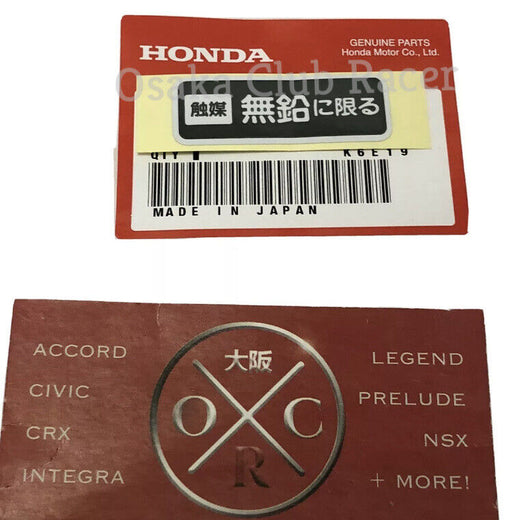 HONDA
GENUINE PARTS
Honda Motor Co., Ltd.
Osaka Club Racer
触媒 無鉛に限る
QTY K6E19
MADE IN JAPAN
大阪
O C
R
ACCORD
CIVIC
CRX
INTEGRA
LEGEND
PRELUDE
NSX
+ MORE!